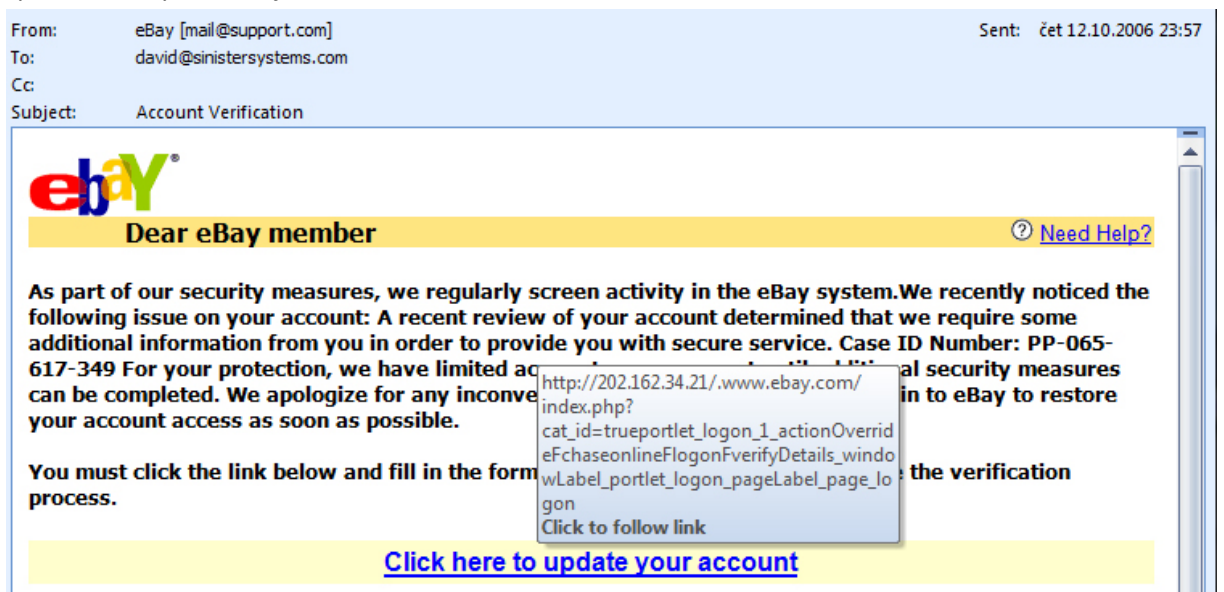 From: eBay [mail@support.com] Sent: čet 12.10.2006 23:57
To: david@sinistersystems.com
Cc:
Subject: Account Verification
ebaY®
Dear eBay member ? Need Help?
As part of our security measures, we regularly screen activity in the eBay system.We recently noticed the
following issue on your account: A recent review of your account determined that we require some
additional information from you in order to provide you with secure service. Case ID Number: PP-065-
617-349 For your protection, we have limited al security measures
can be completed. We apologize for any in to eBay to restore
your account access as soon as possible.
You must click the link below and fill in the form the verification
process.
http://202.162.34.21/.www.ebay.com/
index.php?
cat_id=trueportlet_logon_1_actionOverrid
eFchaseonlineFlogonFverifyDetails_windo
wLabel_portlet_logon_pageLabel_page_lo
gon
Click to follow link
Click here to update your account